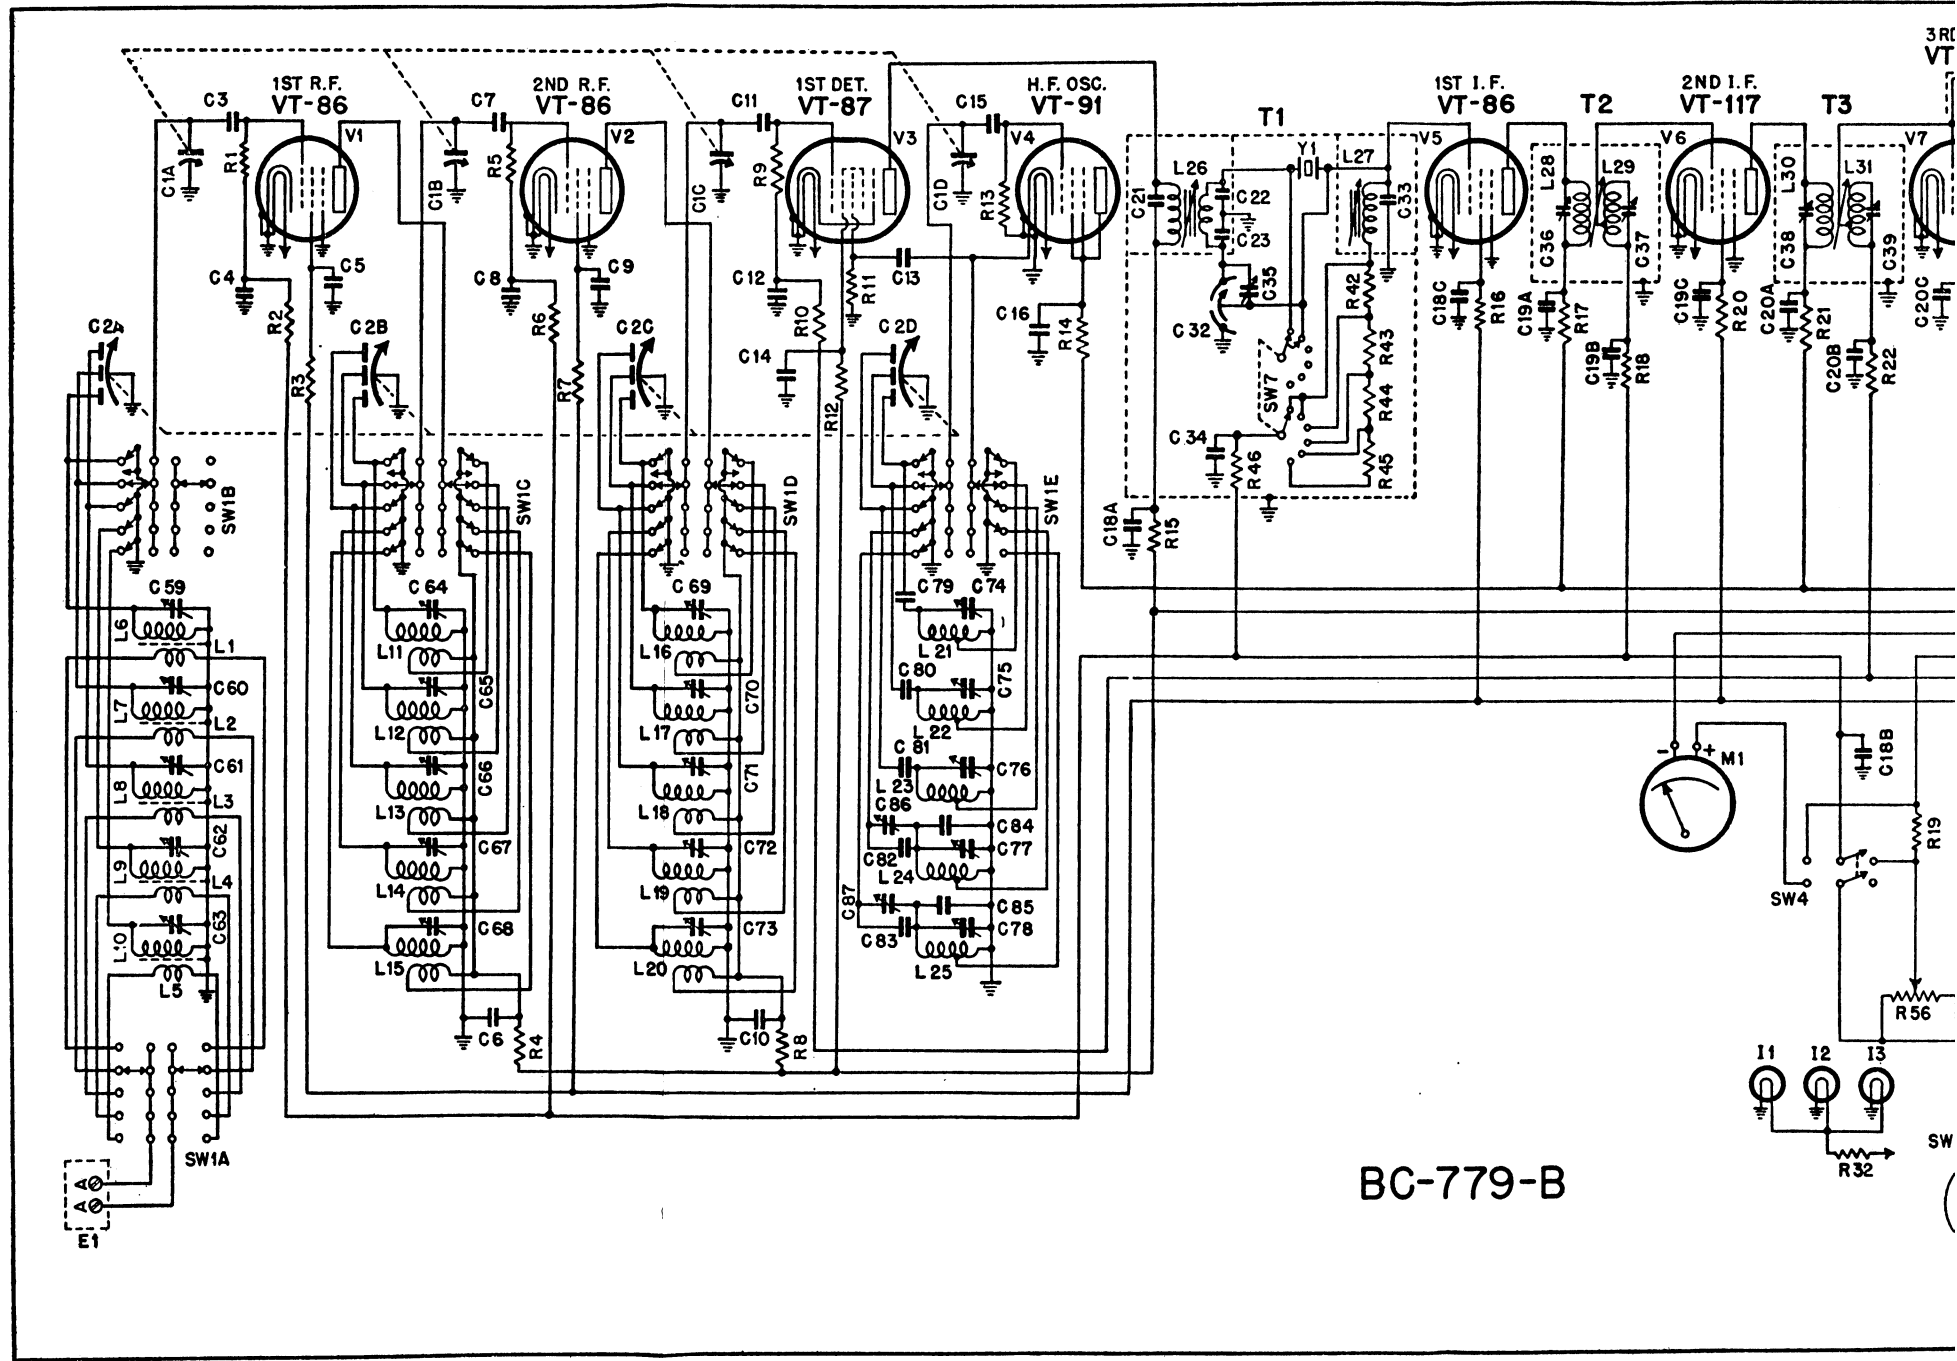 3RD
VT
1ST R.F.
VT-86
2ND R.F.
VT-86
1ST DET.
VT-87
H.F. OSC.
VT-91
1ST I.F.
VT-86
2ND I.F.
VT-117
T1
T2
T3
C3
V1
C7
V2
C11
V3
C15
V4
V5
V6
V7
C1A
R1
C1B
R5
C1C
R9
C1D
R13
C21
L26
C22
C23
Y1
L27
C33
L28
L29
L30
L31
C36
C37
C38
C39
C4
C5
C8
C9
C12
R11
C13
C35
R42
C32
C18C
R16
C19A
R17
C19C
R20
C20A
R21
C20C
R2
R6
R10
C16
R14
R43
C19B
R18
C20B
R22
C2A
R3
C2B
R7
C2C
C14
R12
C2D
SW7
R44
C34
R46
R45
SW1B
SW1C
SW1D
SW1E
C18A
R15
C59
L6
L1
C64
L11
C69
L16
C79
C74
L21
C60
L7
L2
C65
L12
C70
L17
C80
C75
L22
C61
L8
L3
C66
L13
C71
L18
C81
C76
L23
C86
C84
C62
L9
L4
C67
L14
C72
L19
C82
C77
L24
C87
C85
C63
L10
L5
C68
L15
C73
L20
C83
C78
L25
C6
R4
C10
R8
- +
M1
C18B
R19
SW4
R56
I1
I2
I3
R32
SW
SW1A
A
A
E1
BC-779-B